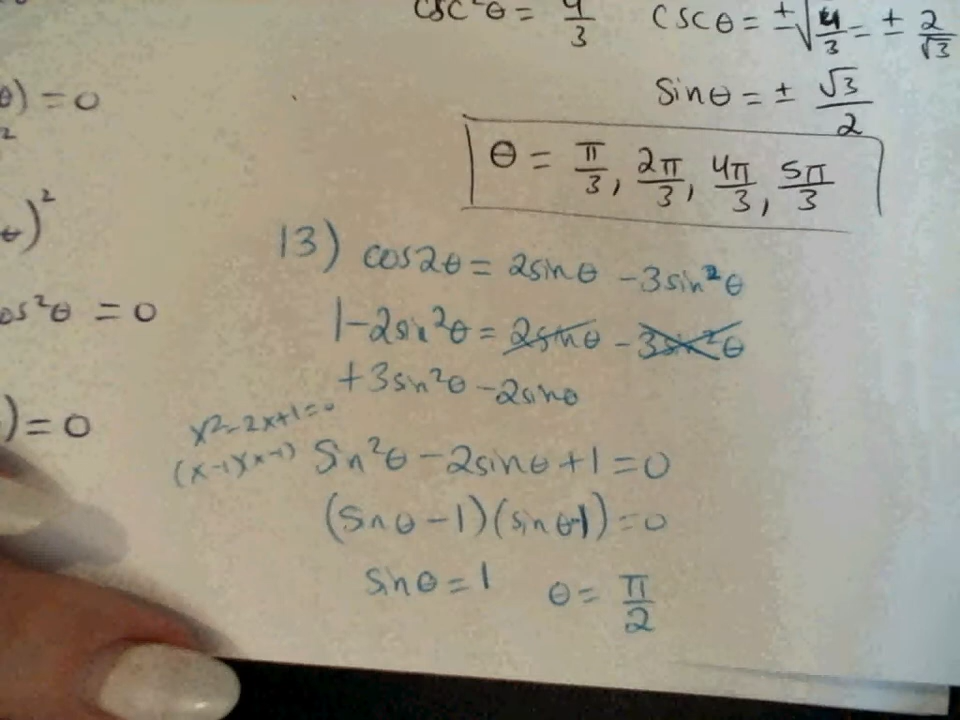 csc²θ = 4/3 cscθ = ±√4/3 = ± 2/√3
sinθ = ± √3/2
θ = π/3, 2π/3, 4π/3, 5π/3
θ) = 0
2
θ)²
13) cos2θ = 2sinθ - 3sin²θ
os²θ = 0
1 - 2sin²θ = 2sinθ - 3sin²θ
+ 3sin²θ - 2sinθ
) = 0
x² - 2x + 1 = 0
(x - 1)(x - 1)
Sin²θ - 2sinθ + 1 = 0
(sinθ - 1)(sinθ - 1) = 0
sinθ = 1 θ = π/2